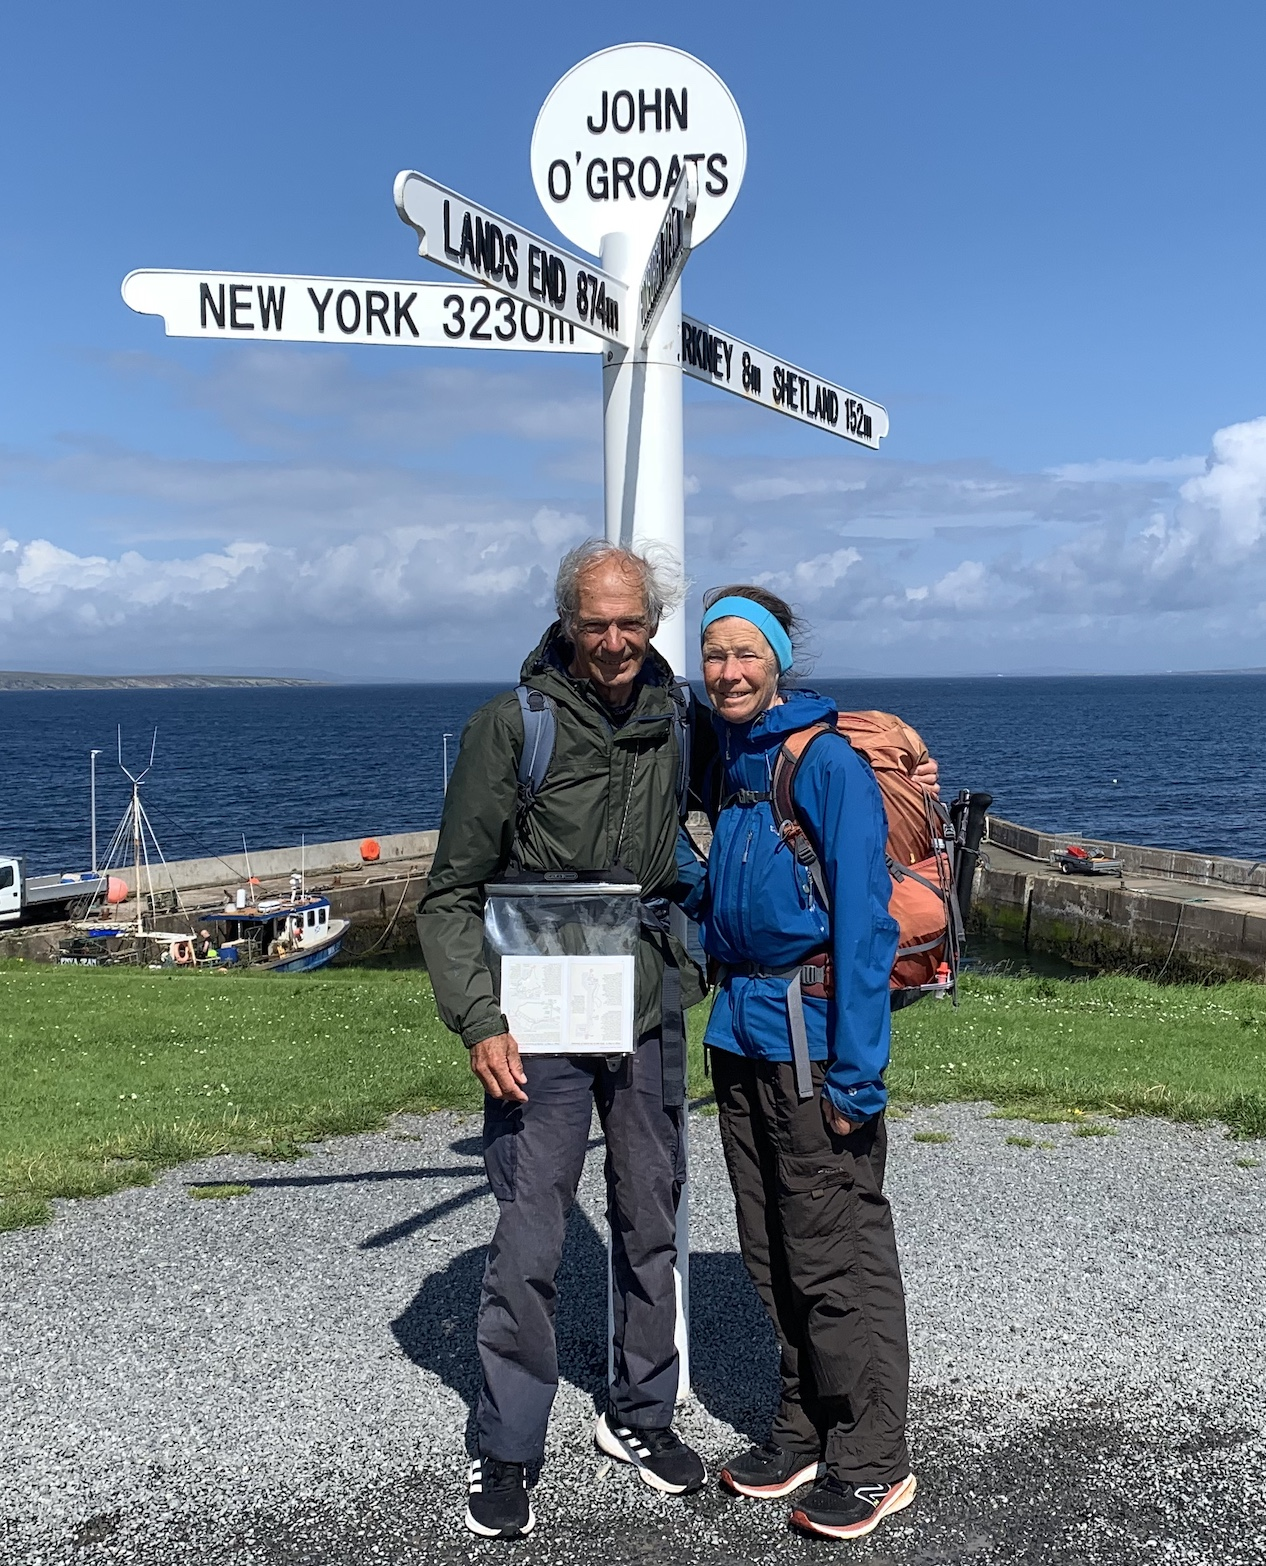 JOHN
O'GROATS
LANDS END 874m
NEW YORK 3230m
RKNEY 8m SHETLAND 152m